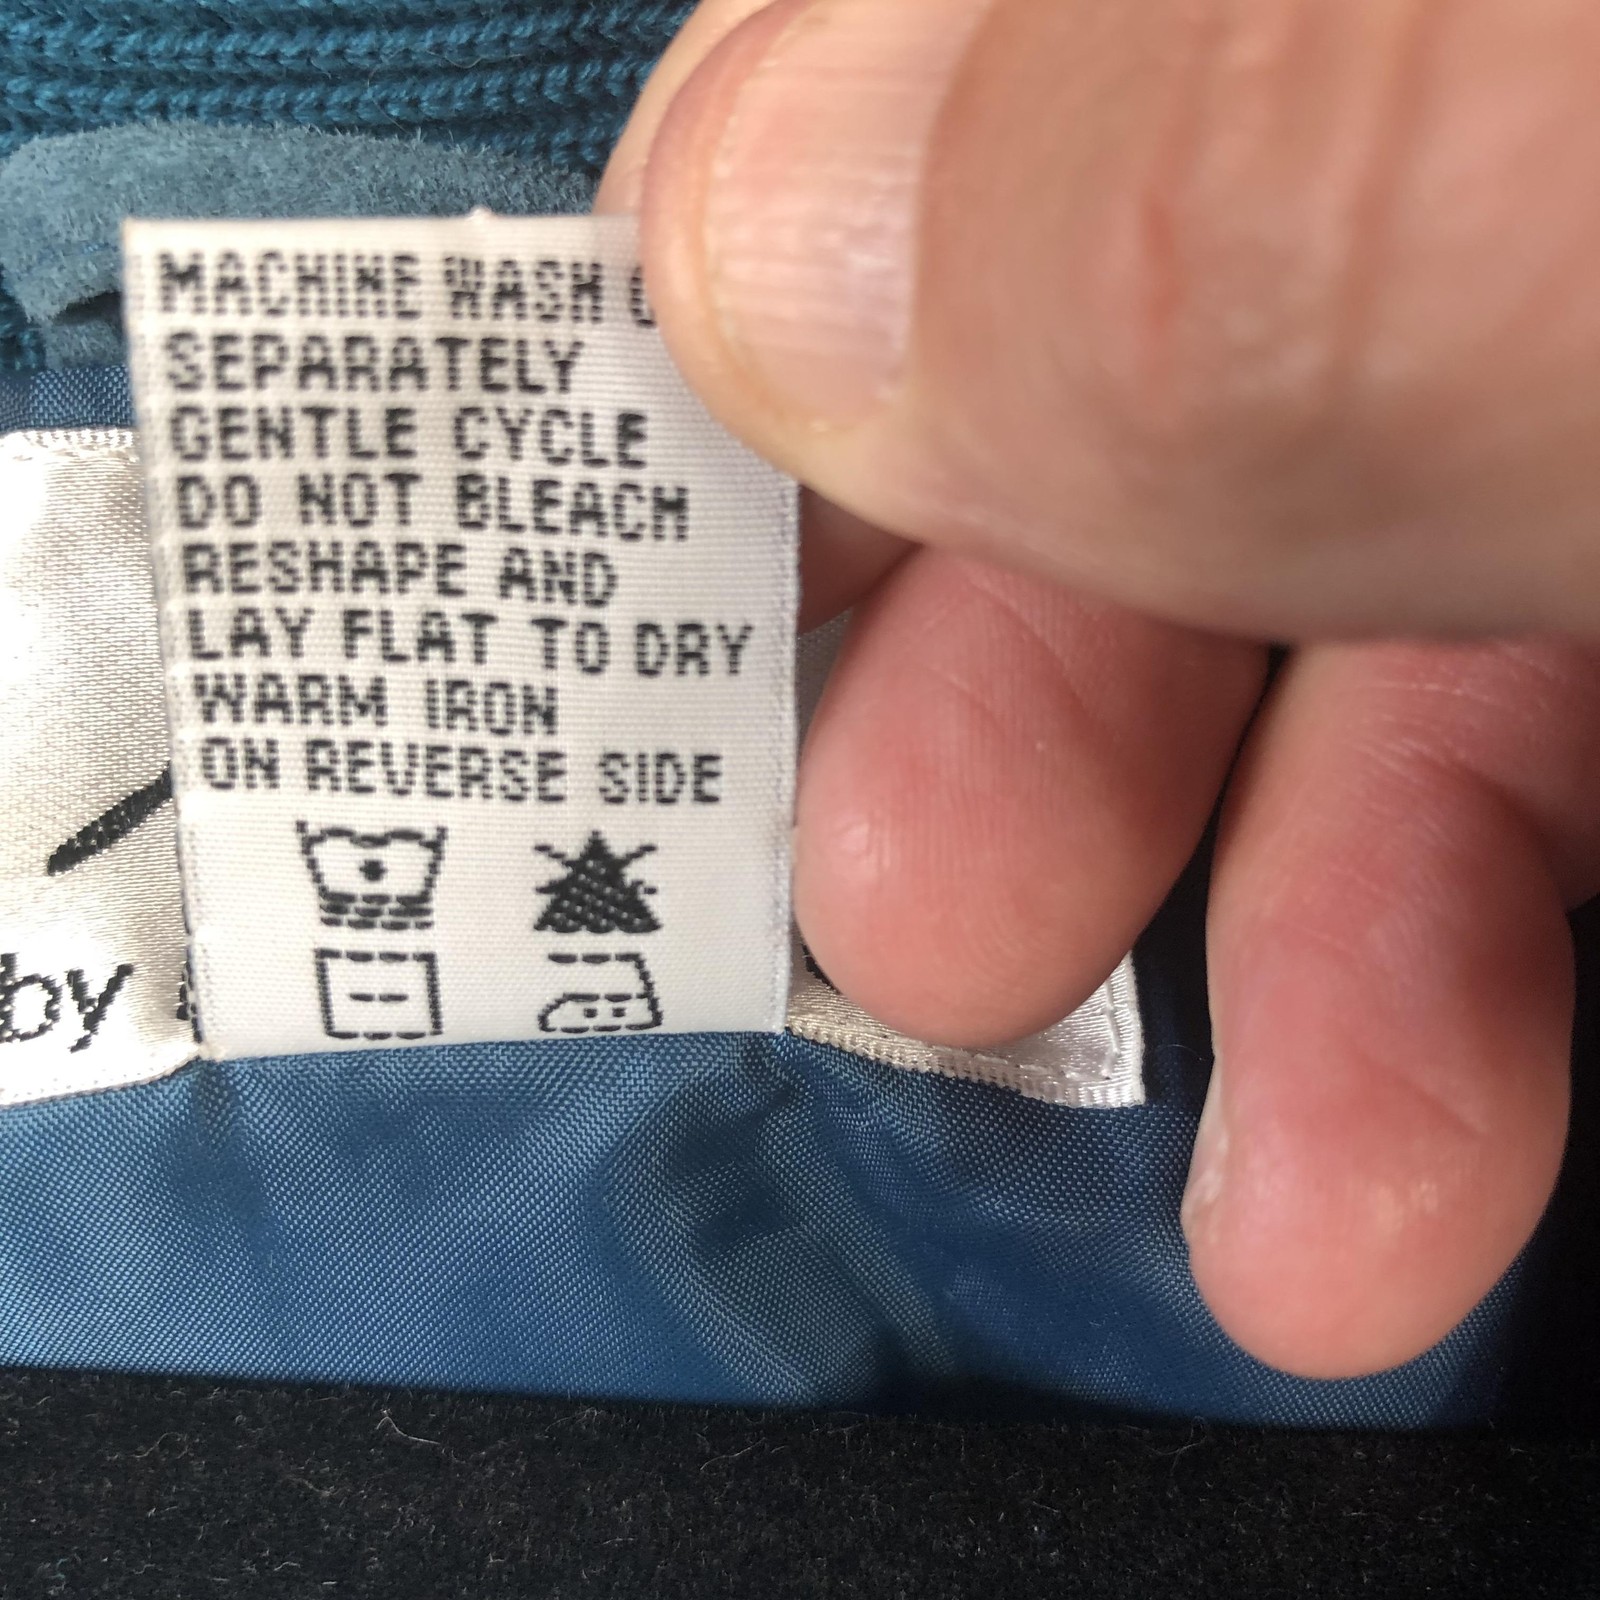 MACHINE WASH
SEPARATELY
GENTLE CYCLE
DO NOT BLEACH
RESHAPE AND
LAY FLAT TO DRY
WARM IRON
ON REVERSE SIDE
by